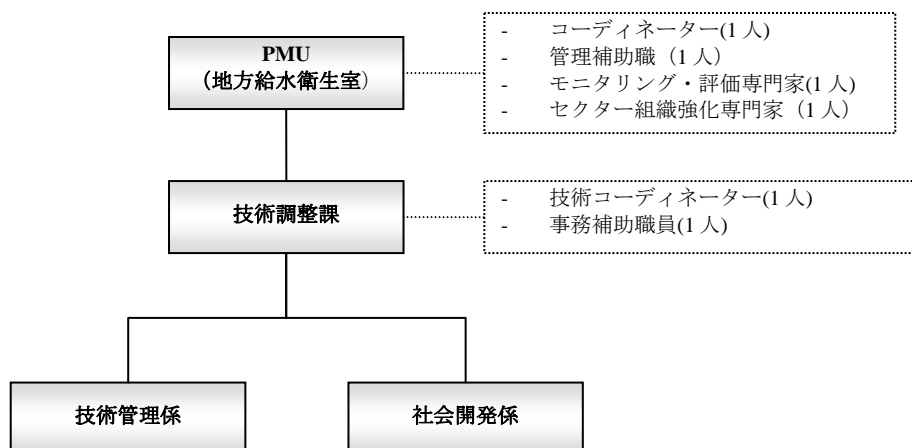 PMU
（地方給水衛生室）
- コーディネーター(1 人)
- 管理補助職（1 人）
- モニタリング・評価専門家(1 人)
- セクター組織強化専門家（1 人）
技術調整課
- 技術コーディネーター(1 人)
- 事務補助職員(1 人)
技術管理係
社会開発係